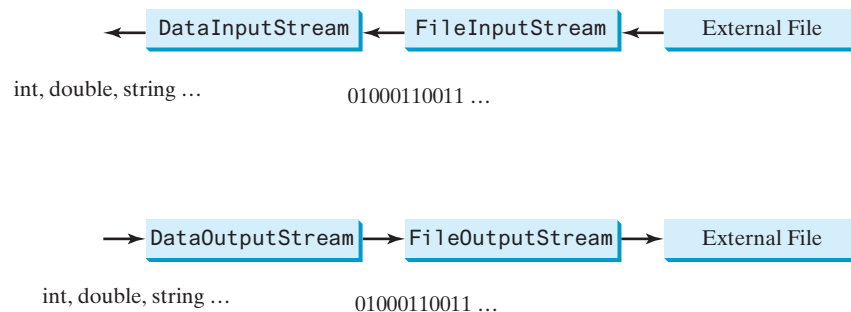 DataInputStream FileInputStream External File
int, double, string …
01000110011 …
DataOutputStream FileOutputStream External File
int, double, string …
01000110011 …